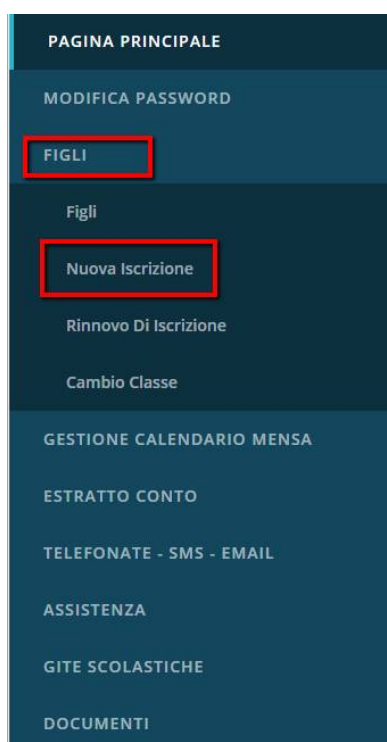 PAGINA PRINCIPALE
MODIFICA PASSWORD
FIGLI
Figli
Nuova Iscrizione
Rinnovo Di Iscrizione
Cambio Classe
GESTIONE CALENDARIO MENSA
ESTRATTO CONTO
TELEFONATE - SMS - EMAIL
ASSISTENZA
GITE SCOLASTICHE
DOCUMENTI